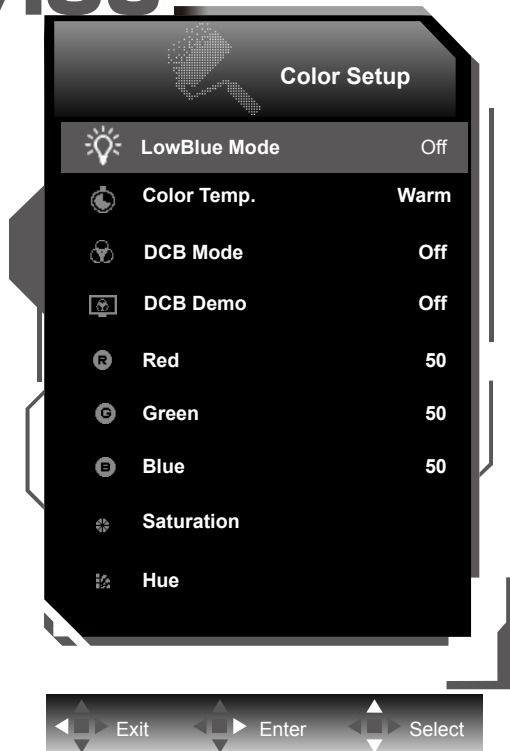 Color Setup
LowBlue Mode Off
Color Temp. Warm
DCB Mode Off
DCB Demo Off
R Red 50
G Green 50
B Blue 50
Saturation
Hue
Exit Enter Select